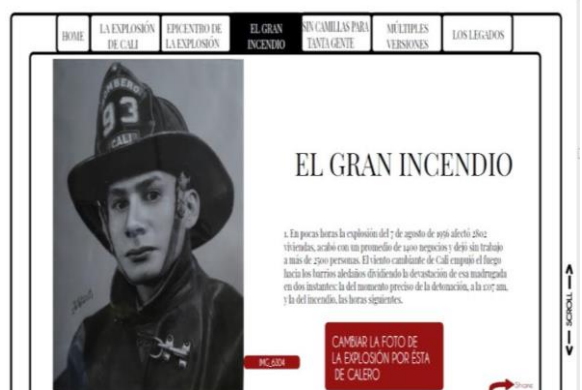 HOME
LA EXPLOSIÓN
DE CALI
EPICENTRO DE
LA EXPLOSIÓN
EL GRAN
INCENDIO
SIN CAMILLAS PARA
TANTA GENTE
MÚLTIPLES
VERSIONES
LOS LEGADOS
BOMBERO
93
CALI
EL GRAN INCENDIO
1. En pocas horas la explosión del 7 de agosto de 1956 afectó 2802
viviendas, acabó con un promedio de 1400 negocios y dejó sin trabajo
a más de 2500 personas. El viento cambiante de Cali empujó el fuego
hacia los barrios aledaños dividiendo la devastación de esa madrugada
en dos instantes: la del momento preciso de la detonación, a la 1:07 am,
y la del incendio, las horas siguientes.
IMG_6304
CAMBIAR LA FOTO DE
LA EXPLOSIÓN POR ÉSTA
DE CALERO
SCROLL
Share